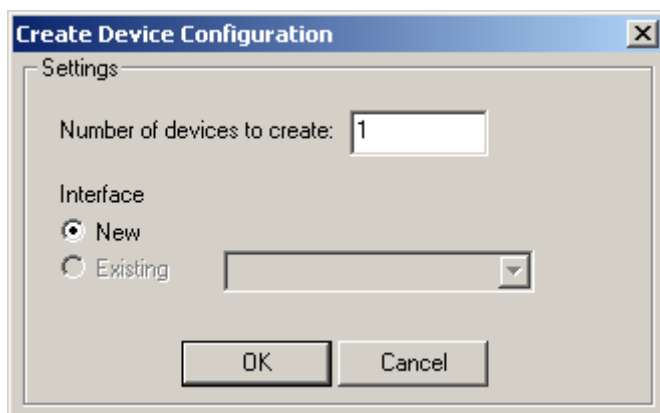 Create Device Configuration
Settings
Number of devices to create: 1
Interface
New
Existing
OK Cancel